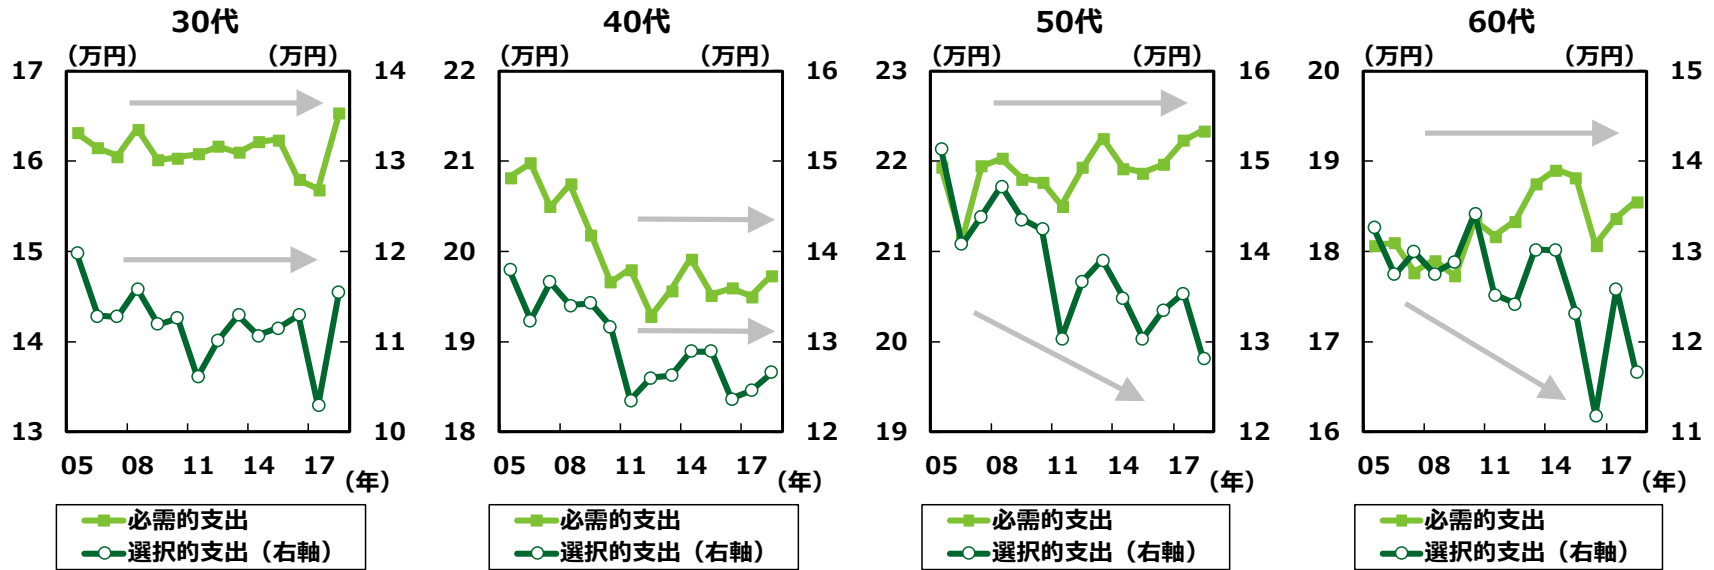 30代
（万円） （万円）
17 14
16 13
15 12
14 11
13 10
05 08 11 14 17
（年）
必需的支出
選択的支出（右軸）
40代
（万円） （万円）
22 16
21 15
20 14
19 13
18 12
05 08 11 14 17
（年）
必需的支出
選択的支出（右軸）
50代
（万円） （万円）
23 16
22 15
21 14
20 13
19 12
05 08 11 14 17
（年）
必需的支出
選択的支出（右軸）
60代
（万円） （万円）
20 15
19 14
18 13
17 12
16 11
05 08 11 14 17
（年）
必需的支出
選択的支出（右軸）